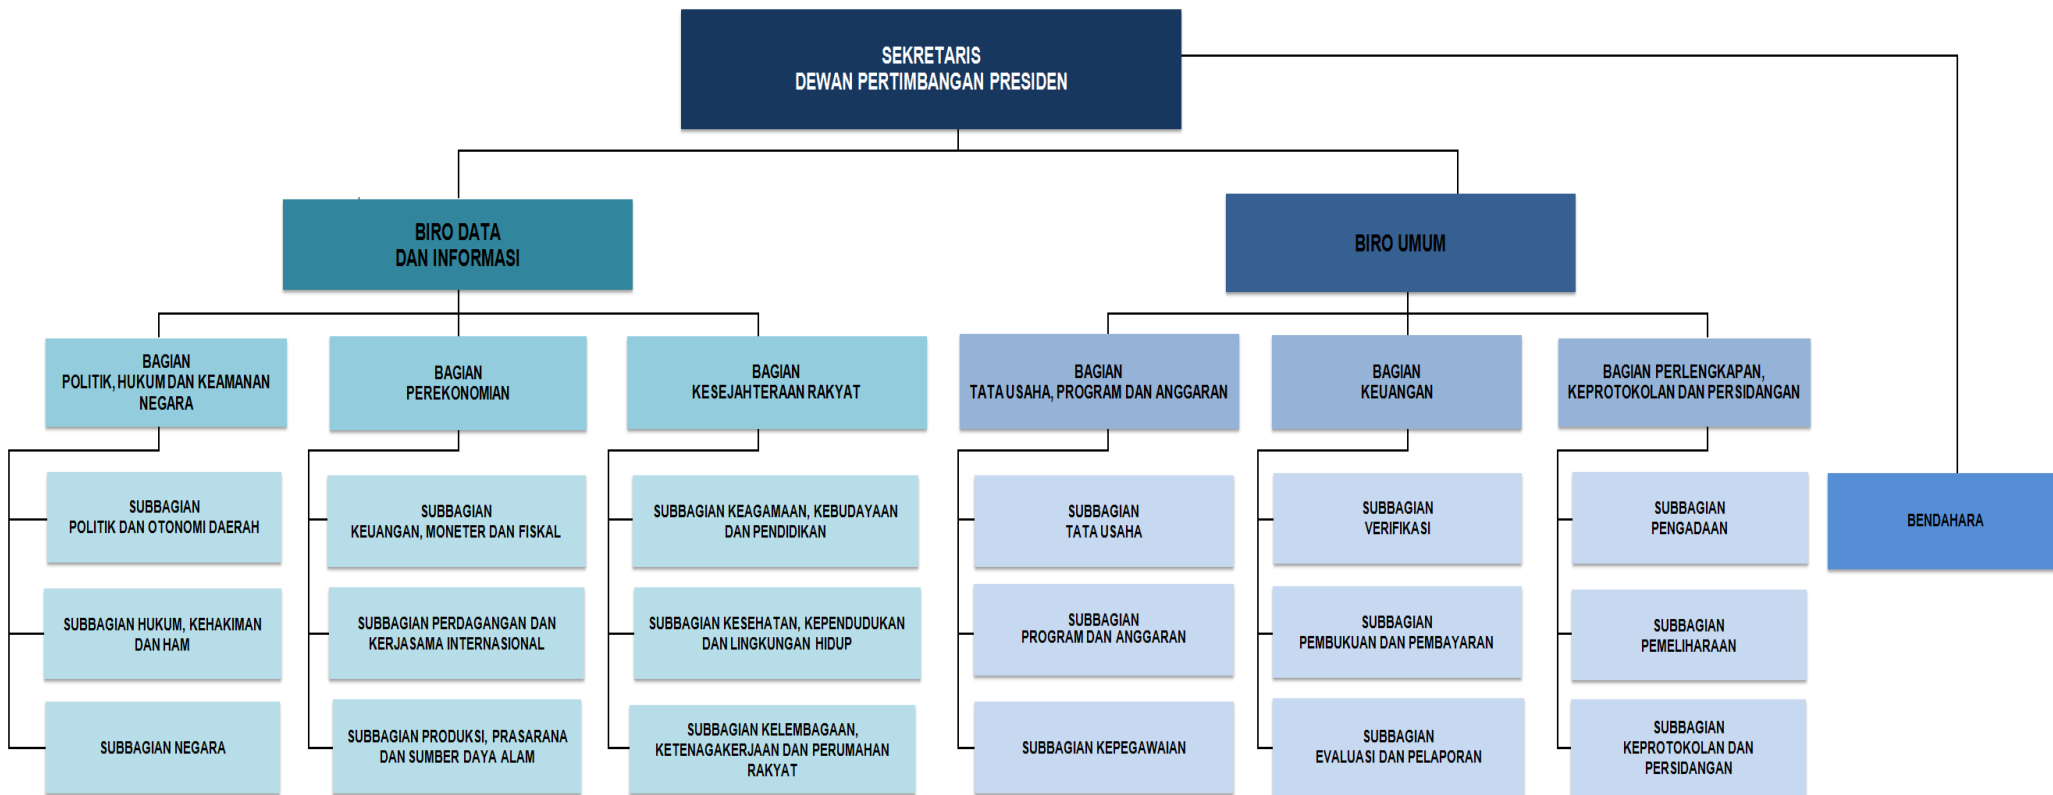 SEKRETARIS
DEWAN PERTIMBANGAN PRESIDEN
BIRO DATA
DAN INFORMASI
BIRO UMUM
BAGIAN
POLITIK, HUKUM DAN KEAMANAN
NEGARA
BAGIAN
PEREKONOMIAN
BAGIAN
KESEJAHTERAAN RAKYAT
BAGIAN
TATA USAHA, PROGRAM DAN ANGGARAN
BAGIAN
KEUANGAN
BAGIAN PERLENGKAPAN,
KEPROTOKOLAN DAN PERSIDANGAN
SUBBAGIAN
POLITIK DAN OTONOMI DAERAH
SUBBAGIAN
KEUANGAN, MONETER DAN FISKAL
SUBBAGIAN KEAGAMAAN, KEBUDAYAAN
DAN PENDIDIKAN
SUBBAGIAN
TATA USAHA
SUBBAGIAN
VERIFIKASI
SUBBAGIAN
PENGADAAN
BENDAHARA
SUBBAGIAN HUKUM, KEHAKIMAN
DAN HAM
SUBBAGIAN PERDAGANGAN DAN
KERJASAMA INTERNASIONAL
SUBBAGIAN KESEHATAN, KEPENDUDUKAN
DAN LINGKUNGAN HIDUP
SUBBAGIAN
PROGRAM DAN ANGGARAN
SUBBAGIAN
PEMBUKUAN DAN PEMBAYARAN
SUBBAGIAN
PEMELIHARAAN
SUBBAGIAN NEGARA
SUBBAGIAN PRODUKSI, PRASARANA
DAN SUMBER DAYA ALAM
SUBBAGIAN KELEMBAGAAN,
KETENAGAKERJAAN DAN PERUMAHAN
RAKYAT
SUBBAGIAN KEPEGAWAIAN
SUBBAGIAN
EVALUASI DAN PELAPORAN
SUBBAGIAN
KEPROTOKOLAN DAN
PERSIDANGAN